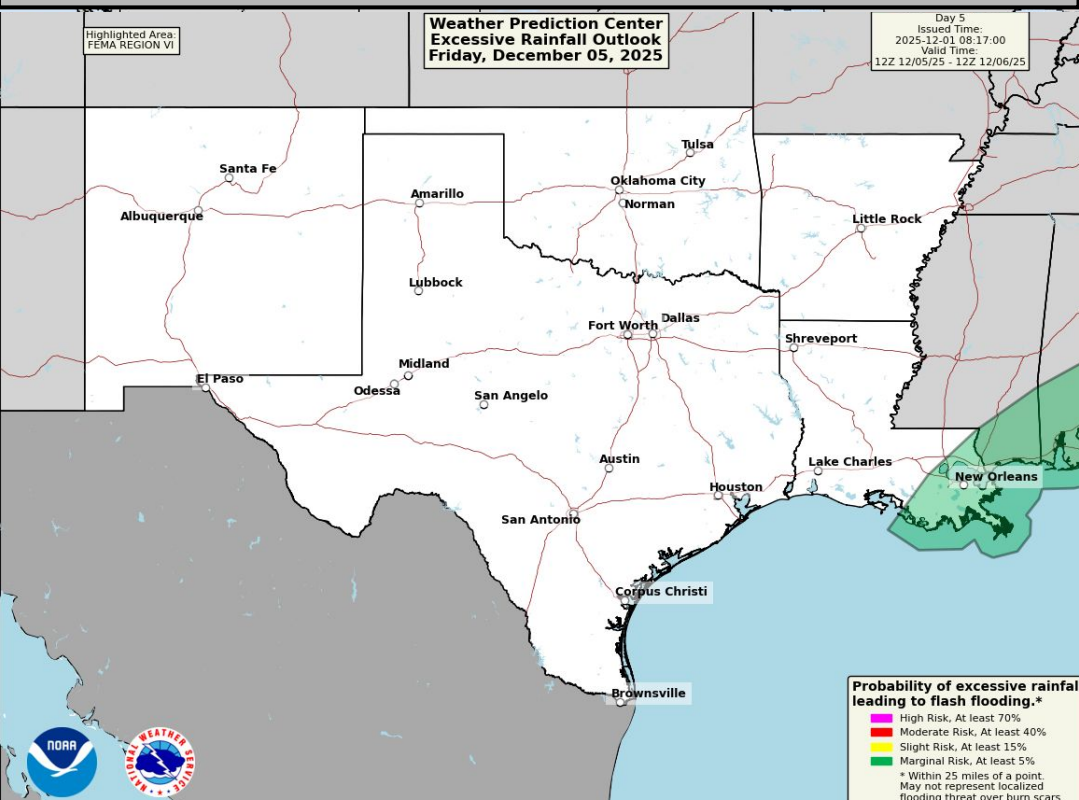 Weather Prediction Center
Excessive Rainfall Outlook
Friday, December 05, 2025
Highlighted Area:
FEMA REGION VI
Day 5
Issued Time:
2025-12-01 08:17:00
Valid Time:
12Z 12/05/25 - 12Z 12/06/25
Tulsa
Santa Fe
Oklahoma City
Amarillo
Norman
Albuquerque
Little Rock
Lubbock
Dallas
Fort Worth
Shreveport
Midland
El Paso
Odessa
San Angelo
Austin
Lake Charles
New Orleans
Houston
San Antonio
Corpus Christi
Brownsville
Probability of excessive rainfal
leading to flash flooding.*
High Risk, At least 70%
Moderate Risk, At least 40%
Slight Risk, At least 15%
Marginal Risk, At least 5%
* Within 25 miles of a point.
May not represent localized
flooding threat over burn scars
NOAA
NATIONAL WEATHER SERVICE